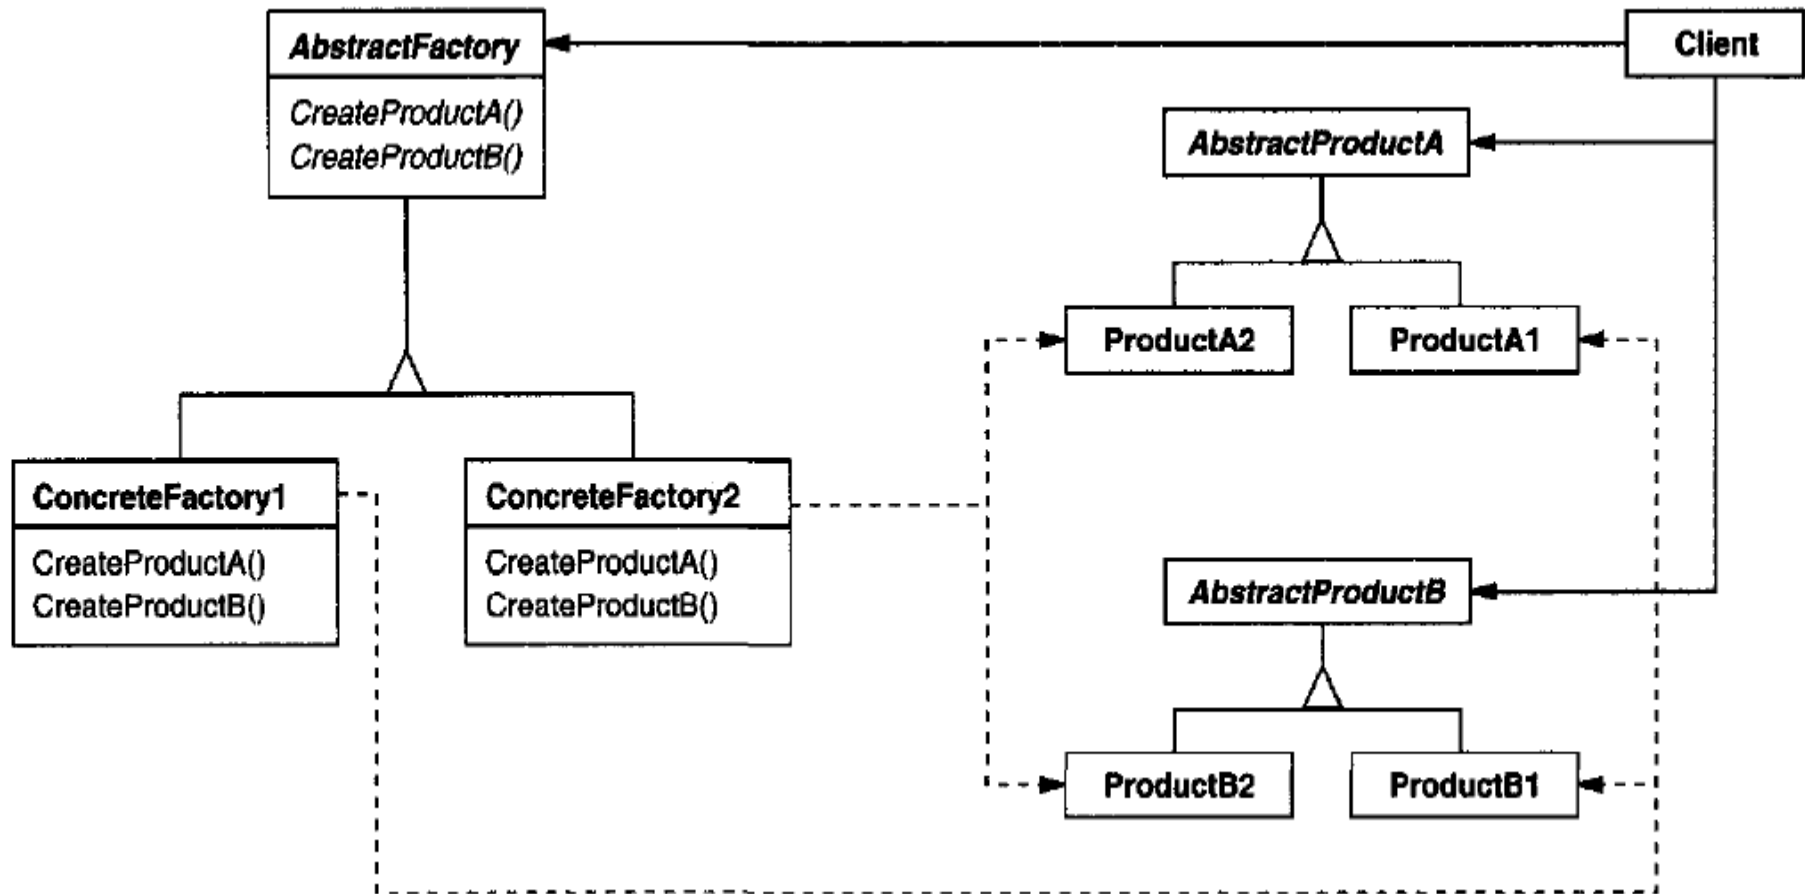 AbstractFactory
CreateProductA()
CreateProductB()
Client
AbstractProductA
ProductA2
ProductA1
ConcreteFactory1
CreateProductA()
CreateProductB()
ConcreteFactory2
CreateProductA()
CreateProductB()
AbstractProductB
ProductB2
ProductB1